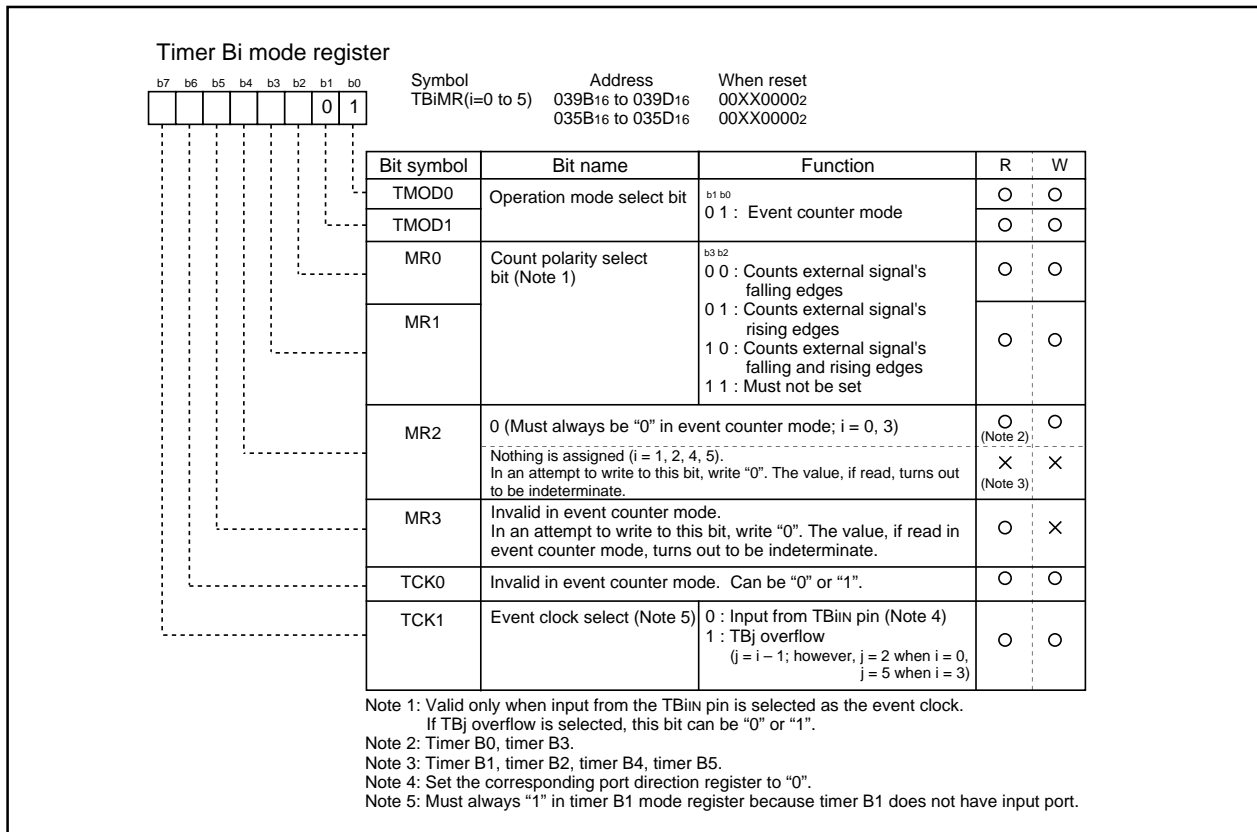 Timer Bi mode register
b7 b6 b5 b4 b3 b2 b1 b0
0 1
Symbol Address When reset
TBiMR(i=0 to 5) 039B16 to 039D16 00XX00002
035B16 to 035D16 00XX00002
Bit symbol Bit name Function R W
TMOD0 Operation mode select bit b1 b0
0 1 : Event counter mode
TMOD1
MR0 Count polarity select
bit (Note 1)
b3 b2
0 0 : Counts external signal's
falling edges
0 1 : Counts external signal's
rising edges
MR1
1 0 : Counts external signal's
falling and rising edges
1 1 : Must not be set
MR2 0 (Must always be “0” in event counter mode; i = 0, 3)
(Note 2)
Nothing is assigned (i = 1, 2, 4, 5).
In an attempt to write to this bit, write “0”. The value, if read, turns out
to be indeterminate.
(Note 3)
MR3 Invalid in event counter mode.
In an attempt to write to this bit, write “0”. The value, if read in
event counter mode, turns out to be indeterminate.
TCK0 Invalid in event counter mode. Can be “0” or “1”.
TCK1 Event clock select (Note 5) 0 : Input from TBiIN pin (Note 4)
1 : TBj overflow
(j = i – 1; however, j = 2 when i = 0,
j = 5 when i = 3)
Note 1: Valid only when input from the TBiIN pin is selected as the event clock.
If TBj overflow is selected, this bit can be “0” or “1”.
Note 2: Timer B0, timer B3.
Note 3: Timer B1, timer B2, timer B4, timer B5.
Note 4: Set the corresponding port direction register to “0”.
Note 5: Must always “1” in timer B1 mode register because timer B1 does not have input port.